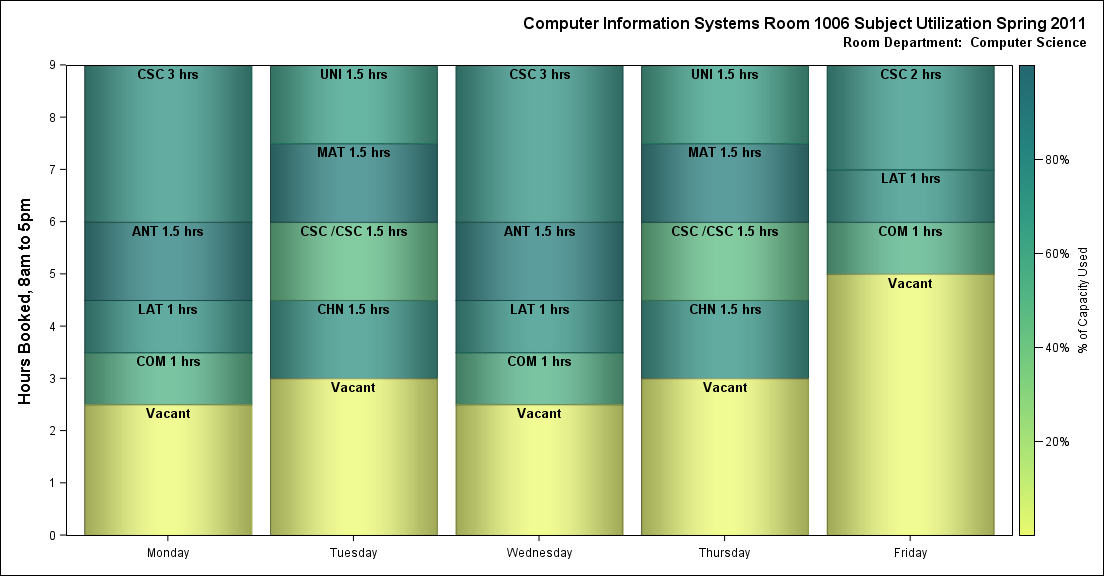 Computer Information Systems Room 1006 Subject Utilization Spring 2011
Room Department:  Computer Science
Hours Booked, 8am to 5pm
9
8
7
6
5
4
3
2
1
0
CSC 3 hrs
ANT 1.5 hrs
LAT 1 hrs
COM 1 hrs
Vacant
Monday
UNI 1.5 hrs
MAT 1.5 hrs
CSC /CSC 1.5 hrs
CHN 1.5 hrs
Vacant
Tuesday
CSC 3 hrs
ANT 1.5 hrs
LAT 1 hrs
COM 1 hrs
Vacant
Wednesday
UNI 1.5 hrs
MAT 1.5 hrs
CSC /CSC 1.5 hrs
CHN 1.5 hrs
Vacant
Thursday
CSC 2 hrs
LAT 1 hrs
COM 1 hrs
Vacant
Friday
80%
60%
40%
20%
% of Capacity Used